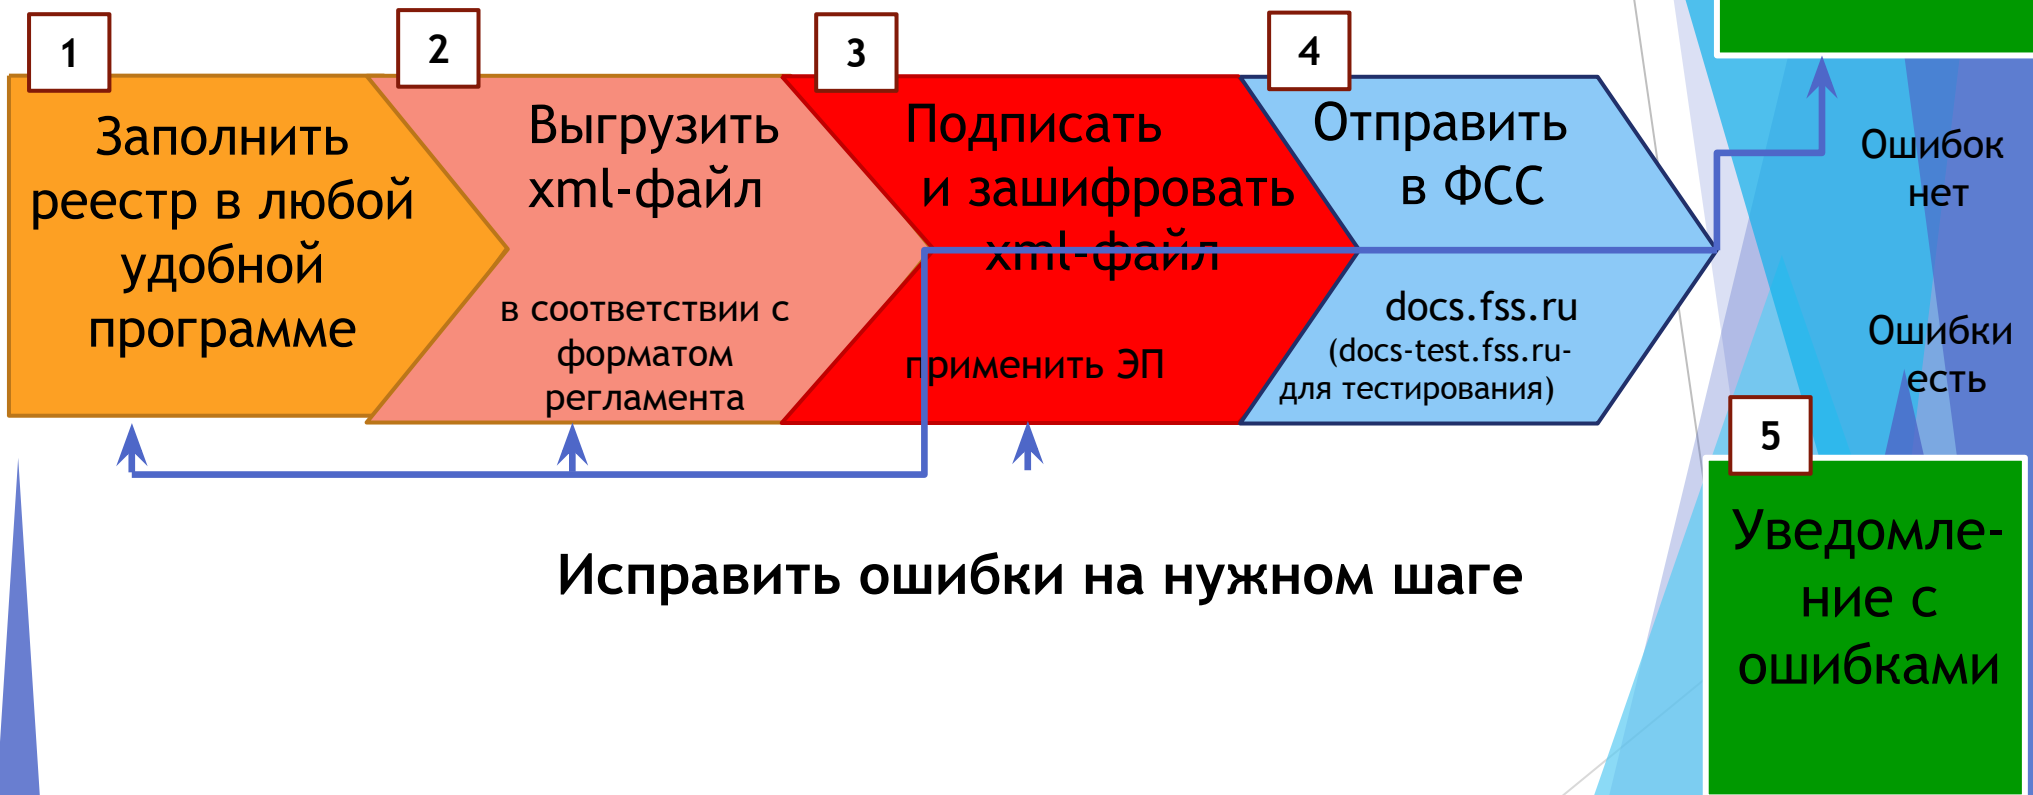 1
Заполнить
реестр в любой
удобной
программе
2
Выгрузить
xml-файл
в соответствии с
форматом
регламента
3
Подписать
и зашифровать
xml-файл
применить ЭП
4
Отправить
в ФСС
docs.fss.ru
(docs-test.fss.ru-
для тестирования)
Ошибок
нет
Ошибки
есть
5
Уведомле-
ние с
ошибками
Исправить ошибки на нужном шаге